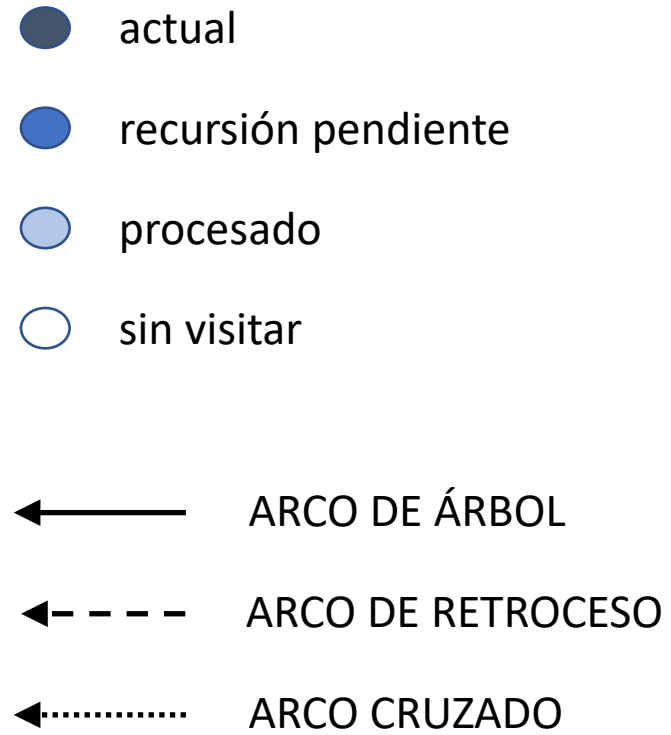 actual
recursión pendiente
procesado
sin visitar
ARCO DE ÁRBOL
ARCO DE RETROCESO
ARCO CRUZADO